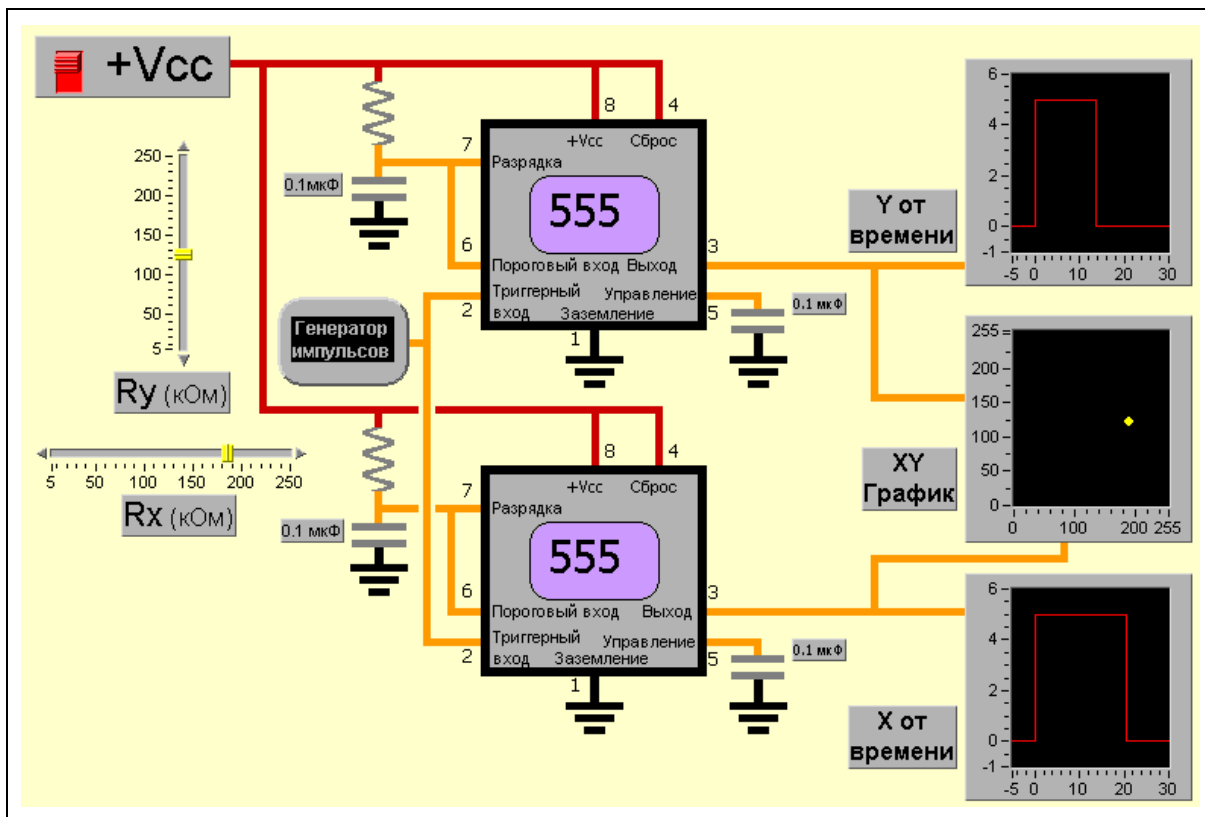 +Vcc
250
200
150
100
50
5
Ry (кОм)
5 50 100 150 200 250
Rx (кОм)
0.1мкФ
Генератор
импульсов
8 4
7
+Vcc Сброс
Разрядка
555
6
3
Пороговый вход Выход
Триггерный Управление
2
вход Заземление
5
1
0.1 мкФ
Y от
времени
6
4
2
0
-1
-5 0 10 20 30
0.1 мкФ
8 4
7
+Vcc Сброс
Разрядка
555
6
3
Пороговый вход Выход
Триггерный Управление
2
вход Заземление
5
1
0.1 мкФ
XY
График
255
200
150
100
50
0
0 100 200 255
X от
времени
6
4
2
0
-1
-5 0 10 20 30